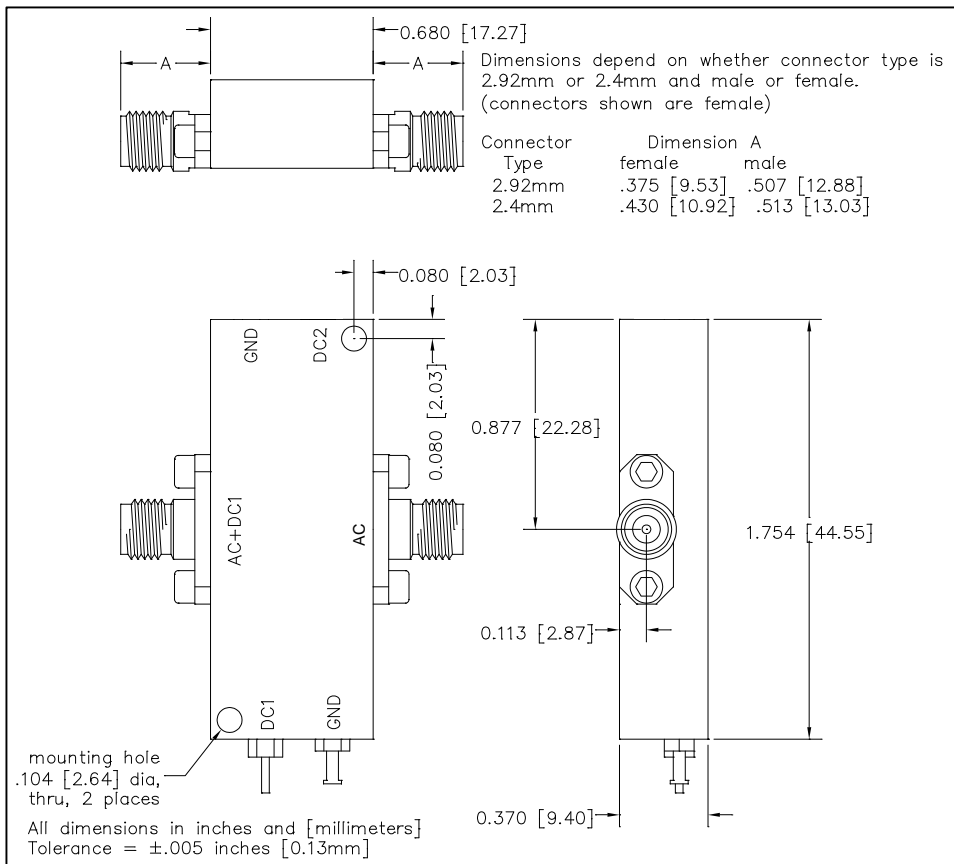 0.680 [17.27]
A
A
Dimensions depend on whether connector type is
2.92mm or 2.4mm and male or female.
(connectors shown are female)
Connector Dimension A
Type female male
2.92mm .375 [9.53] .507 [12.88]
2.4mm .430 [10.92] .513 [13.03]
0.080 [2.03]
GND
DC2
0.080 [2.03]
0.877 [22.28]
AC+DC1
AC
1.754 [44.55]
0.113 [2.87]
DC1
GND
mounting hole
.104 [2.64] dia,
thru, 2 places
0.370 [9.40]
All dimensions in inches and [millimeters]
Tolerance = ±.005 inches [0.13mm]